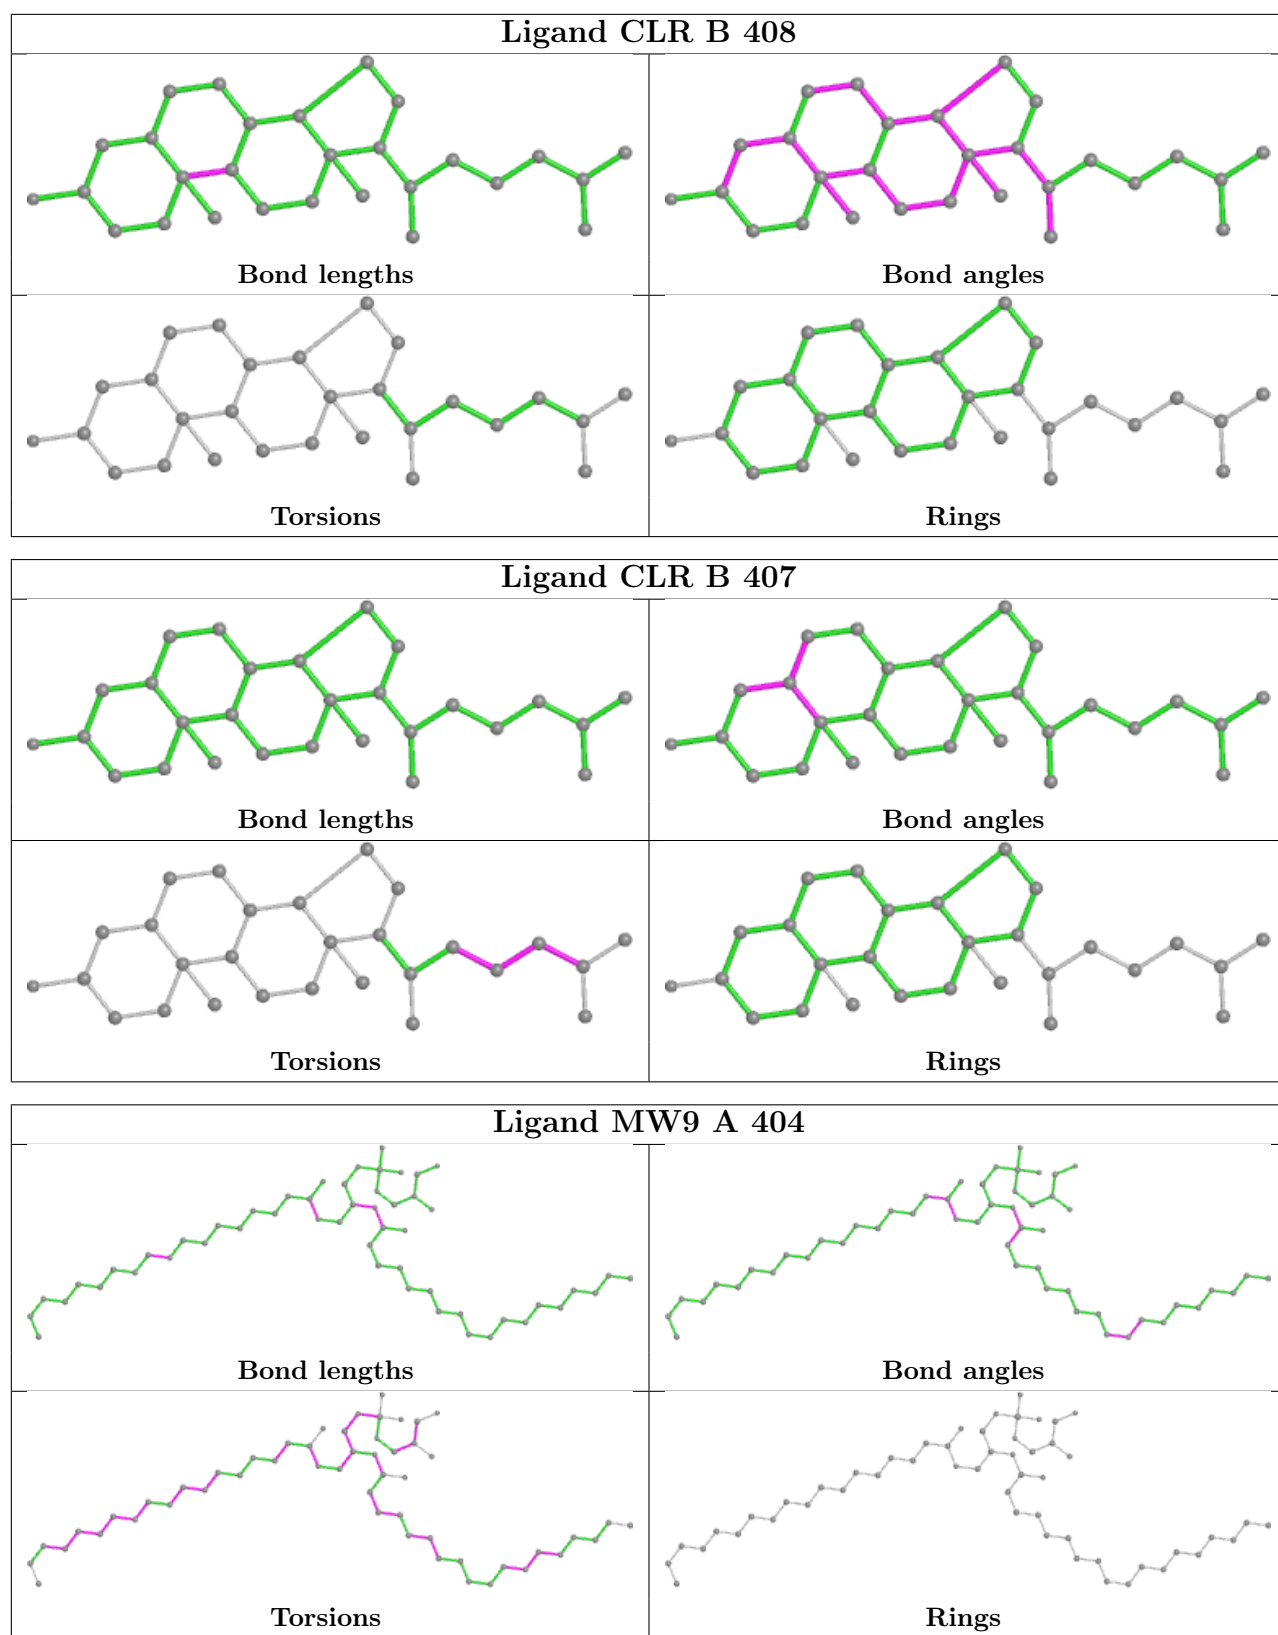 Ligand CLR B 408
Bond lengths
Bond angles
Torsions
Rings
Ligand CLR B 407
Bond lengths
Bond angles
Torsions
Rings
Ligand MW9 A 404
Bond lengths
Bond angles
Torsions
Rings